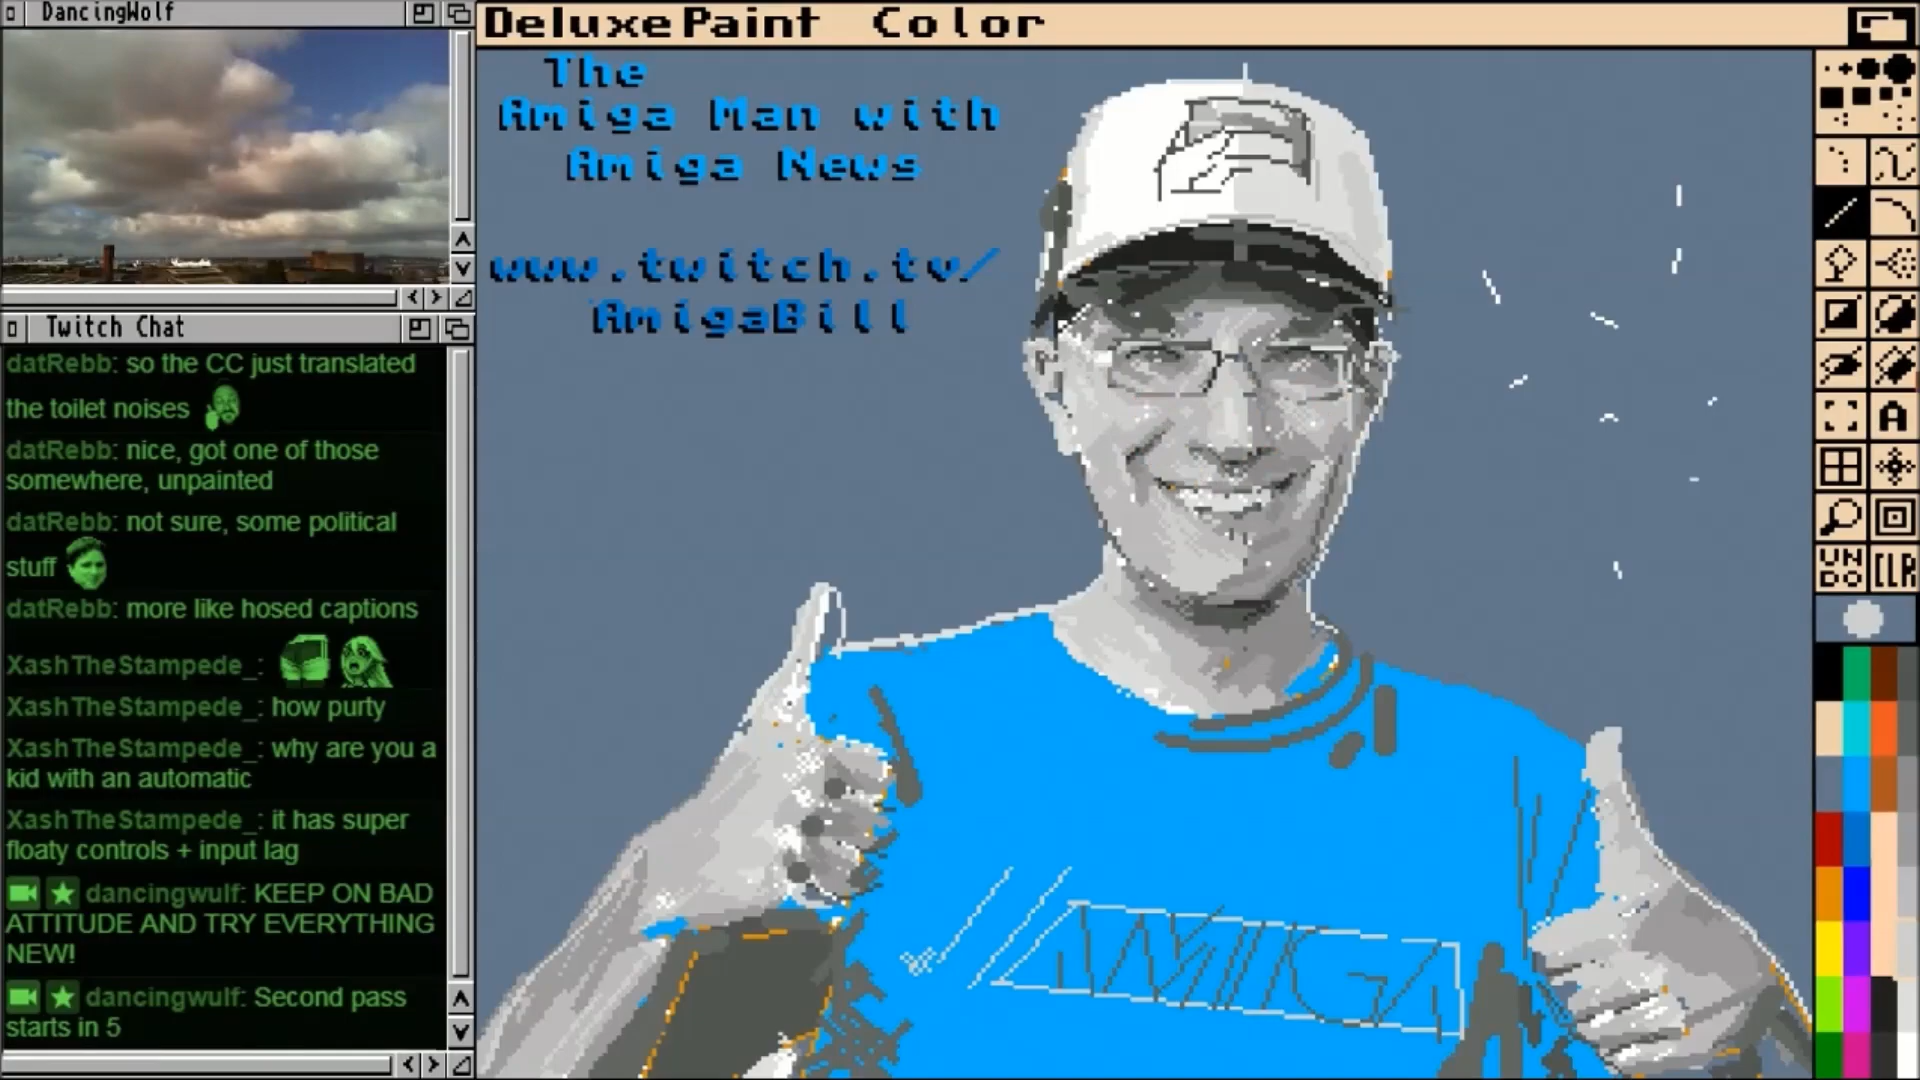 DancingWolf
Twitch Chat
datRebb: so the CC just translated
the toilet noises
datRebb: nice, got one of those
somewhere, unpainted
datRebb: not sure, some political
stuff
datRebb: more like hosed captions
XashTheStampede_:
XashTheStampede_: how purty
XashTheStampede_: why are you a
kid with an automatic
XashTheStampede_: it has super
floaty controls + input lag
dancingwulf: KEEP ON BAD
ATTITUDE AND TRY EVERYTHING
NEW!
dancingwulf: Second pass
starts in 5
DeluxePaint Color
The
Amiga Man with
Amiga News
www.twitch.tv/
AmigaBill
AMIGA
A
UN
DO
CLR